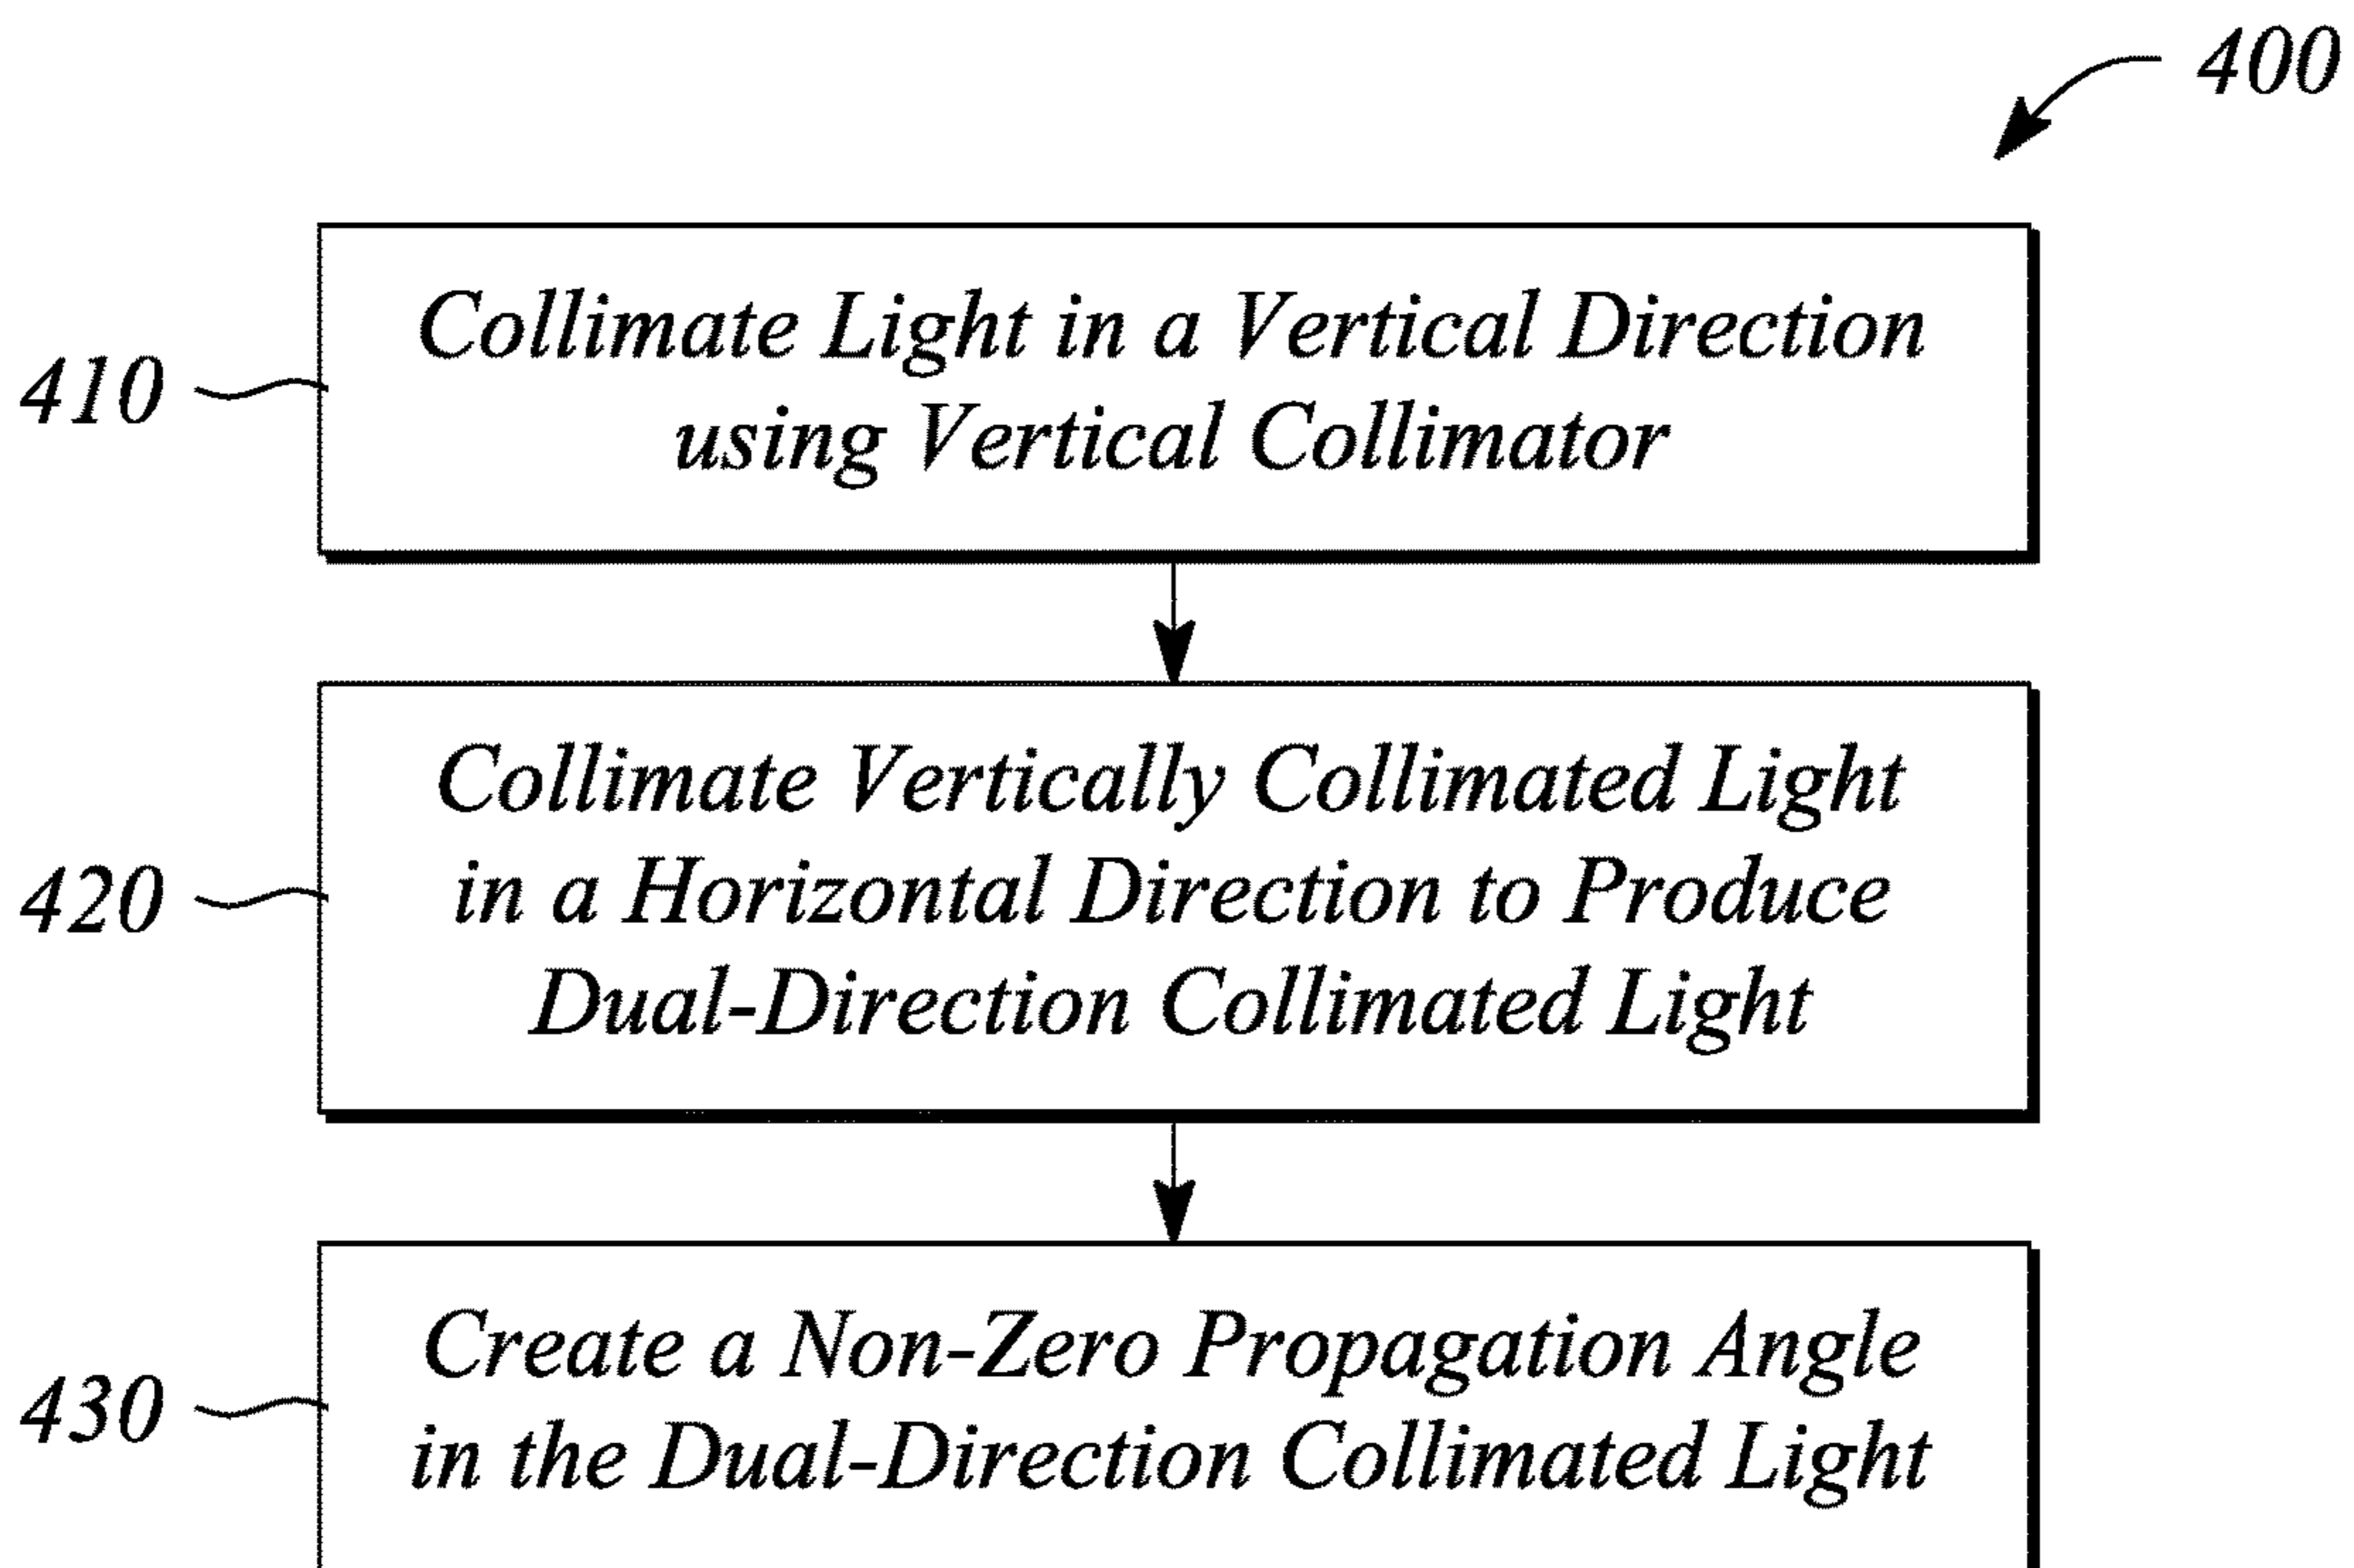 400
Collimate Light in a Vertical Direction
using Vertical Collimator
410
Collimate Vertically Collimated Light
in a Horizontal Direction to Produce
Dual-Direction Collimated Light
420
Create a Non-Zero Propagation Angle
in the Dual-Direction Collimated Light
430